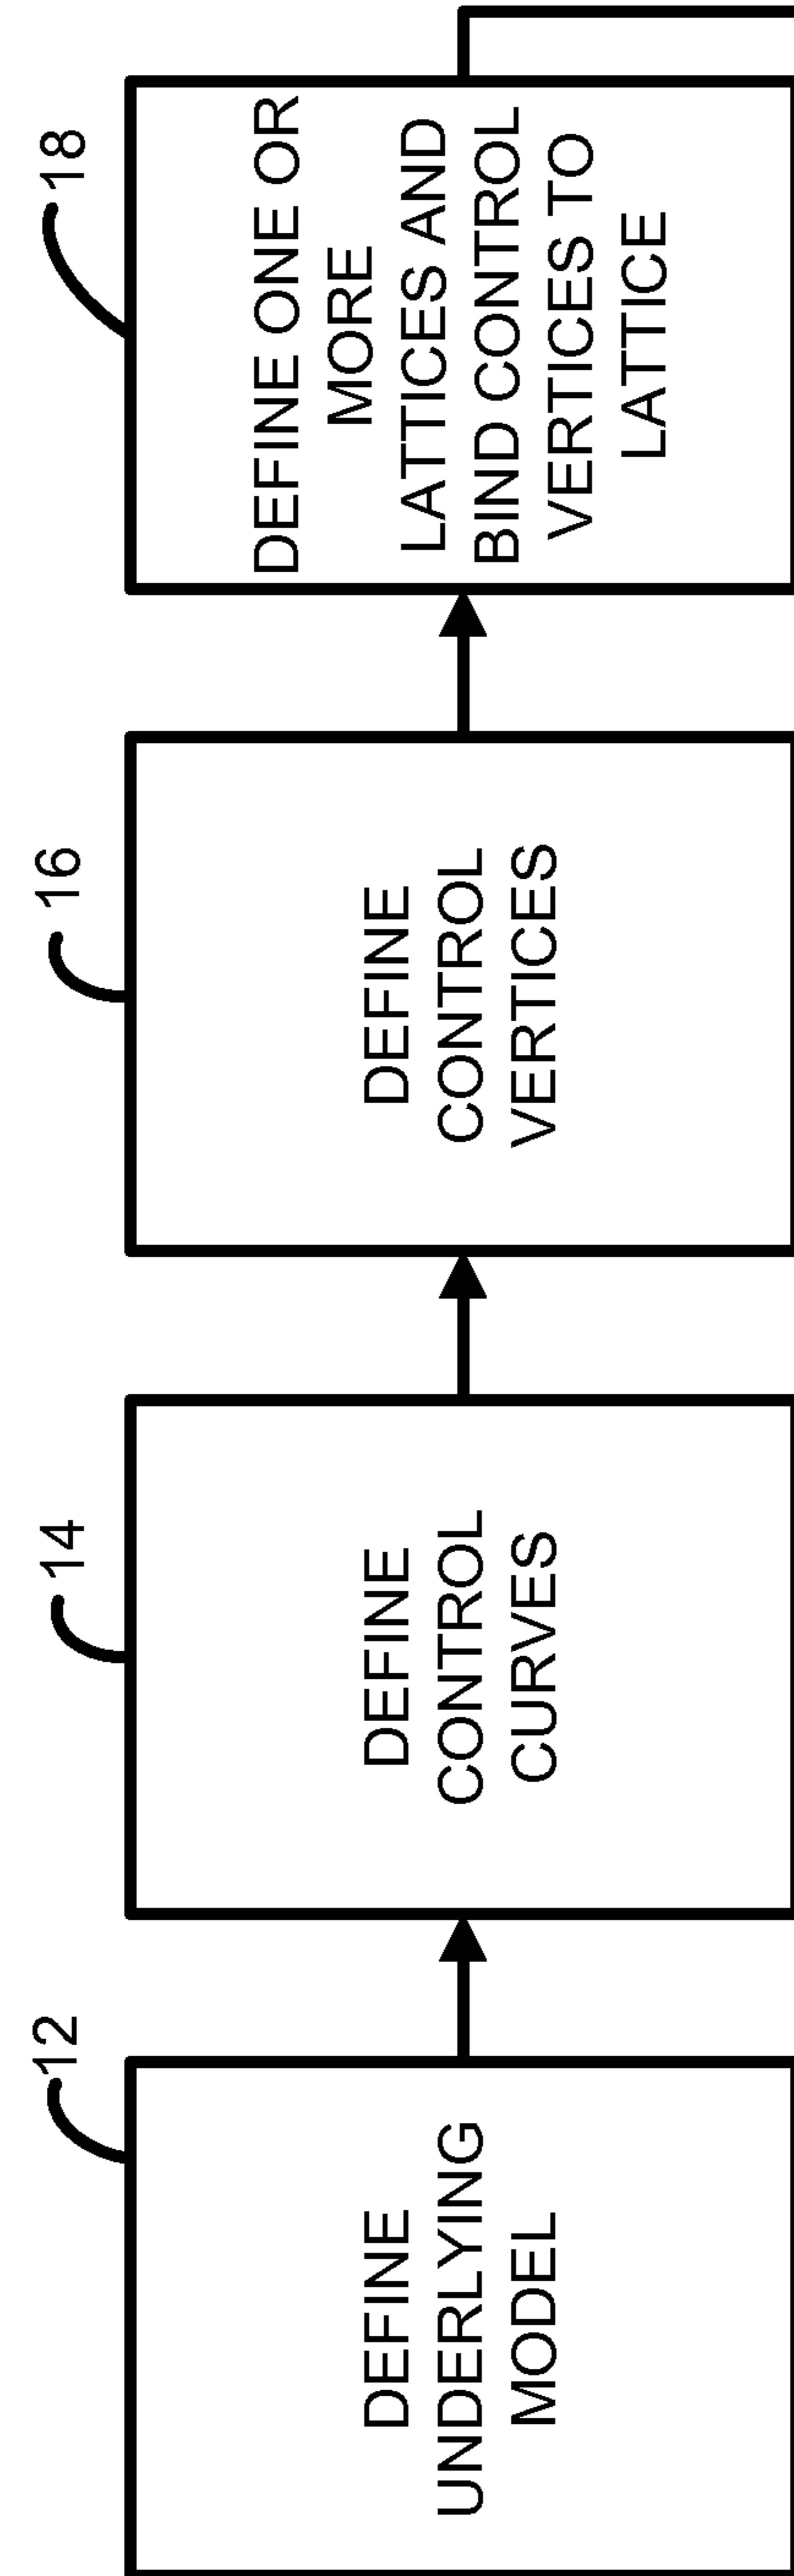 12
DEFINE
UNDERLYING
MODEL
14
DEFINE
CONTROL
CURVES
16
DEFINE
CONTROL
VERTICES
18
DEFINE ONE OR
MORE
LATTICES AND
BIND CONTROL
VERTICES TO
LATTICE